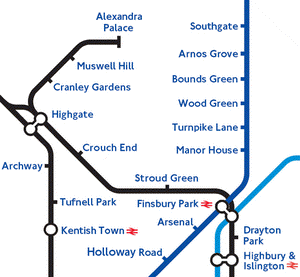 Alexandra
Palace
Southgate
Muswell Hill
Arnos Grove
Cranley Gardens
Bounds Green
Highgate
Wood Green
Turnpike Lane
Crouch End
Manor House
Archway
Stroud Green
Tufnell Park
Finsbury Park
Arsenal
Kentish Town
Drayton
Park
Holloway Road
Highbury &
Islington